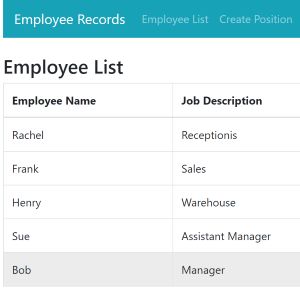 Employee Records Employee List Create Position
Employee List
Employee Name Job Description
Rachel Receptionis
Frank Sales
Henry Warehouse
Sue Assistant Manager
Bob Manager